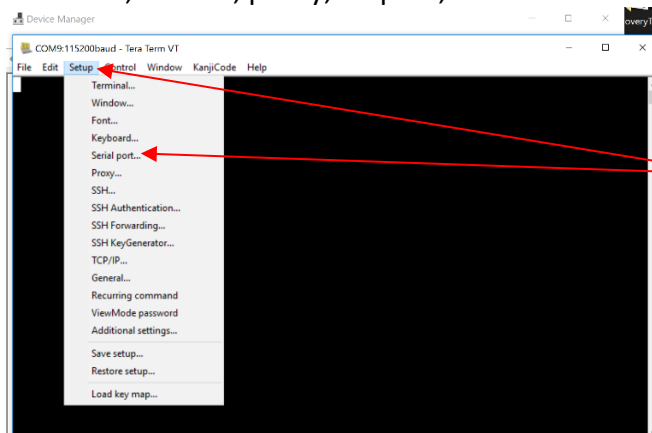 Device Manager
overyT
COM9:115200baud - Tera Term VT
File Edit Setup Control Window KanjiCode Help
Terminal...
Window...
Font...
Keyboard...
Serial port...
Proxy...
SSH...
SSH Authentication...
SSH Forwarding...
SSH KeyGenerator...
TCP/IP...
General...
Recurring command
ViewMode password
Additional settings...
Save setup...
Restore setup...
Load key map...